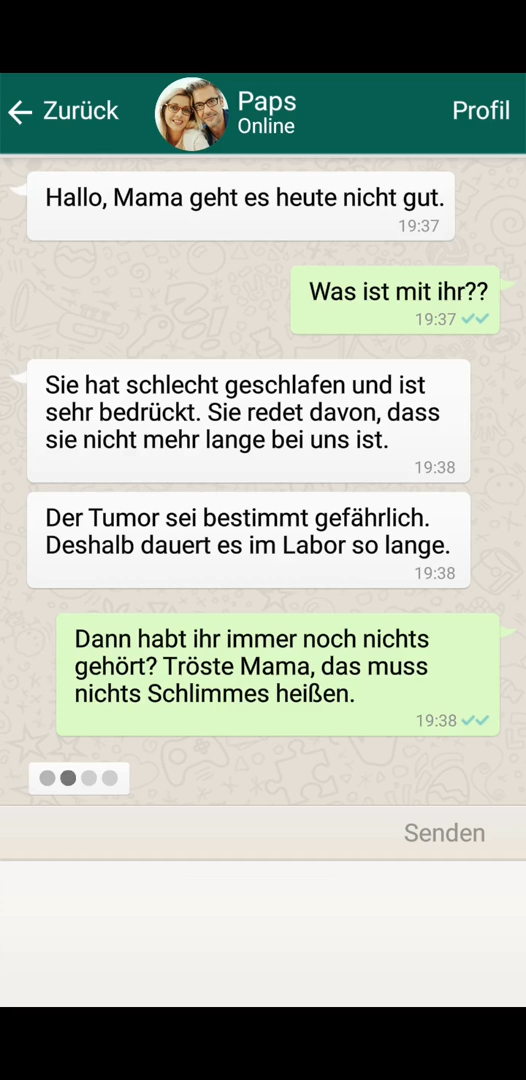 Zurück
Paps
Online
Profil
Hallo, Mama geht es heute nicht gut.
19:37
Was ist mit ihr??
19:37
Sie hat schlecht geschlafen und ist
sehr bedrückt. Sie redet davon, dass
sie nicht mehr lange bei uns ist.
19:38
Der Tumor sei bestimmt gefährlich.
Deshalb dauert es im Labor so lange.
19:38
Dann habt ihr immer noch nichts
gehört? Tröste Mama, das muss
nichts Schlimmes heißen.
19:38
Senden